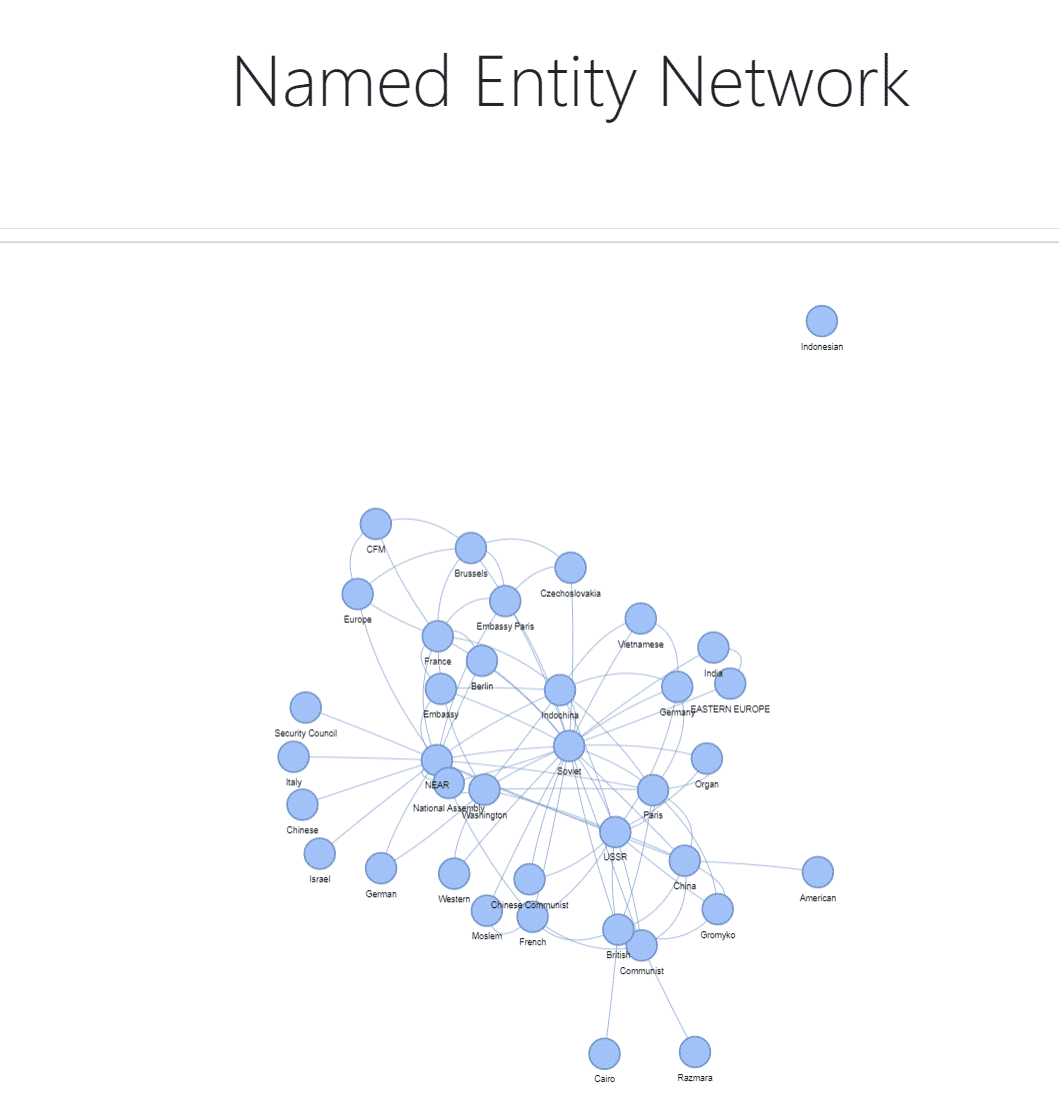 Named Entity Network
Indonesian
CFM
Brussels
Czechoslovakia
Europe
Embassy Paris
Vietnamese
France
India
Berlin
Embassy
Indochina
Germany
EASTERN EUROPE
Security Council
Soviet
Italy
NEAR
Organ
National Assembly
Washington
Paris
Chinese
USSR
Israel
German
China
Western
American
Chinese Communist
Moslem
French
Gromyko
British
Communist
Cairo
Razmara